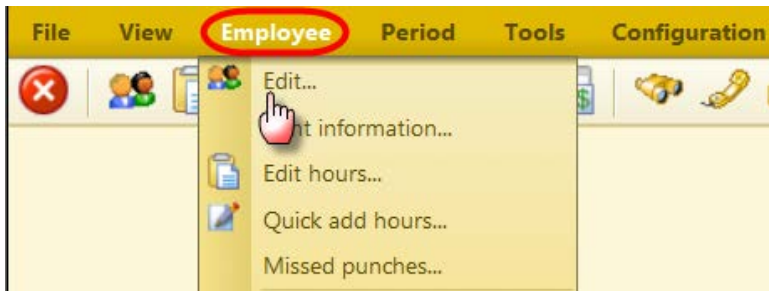 File View Employee Period Tools Configuration
Edit...
information...
Edit hours...
Quick add hours...
Missed punches...